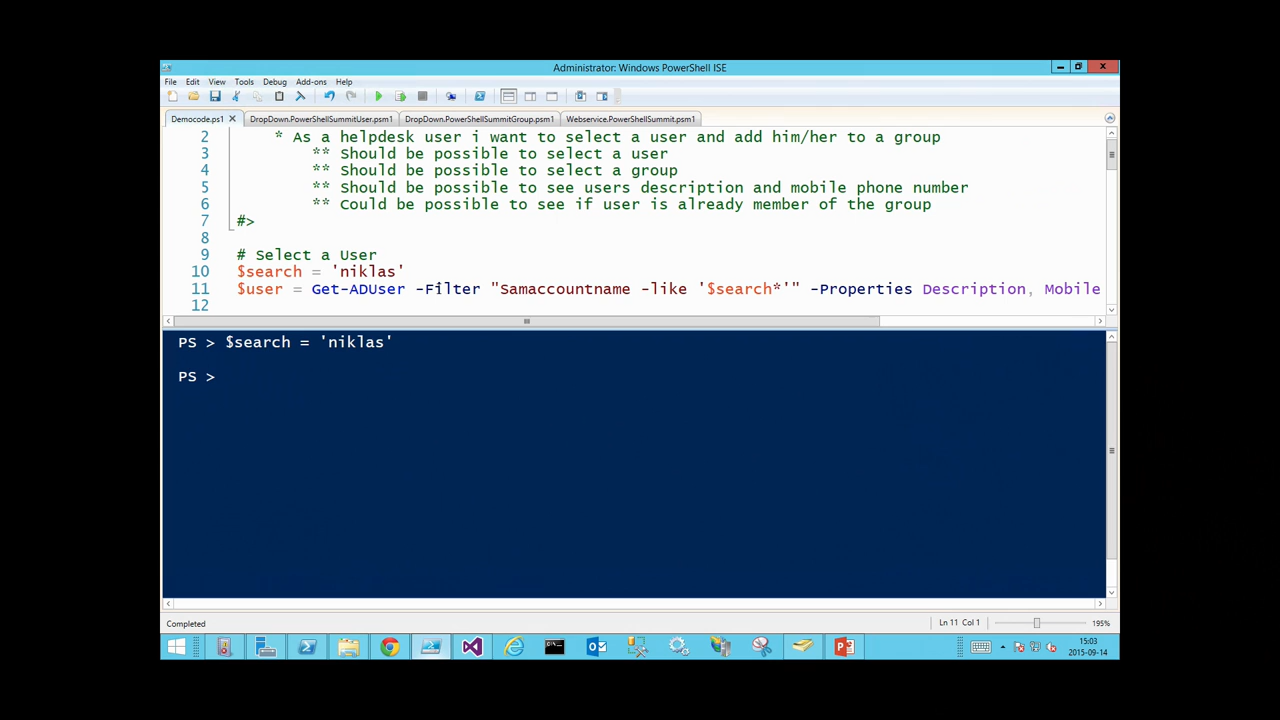 Administrator: Windows PowerShell ISE
File Edit View Tools Debug Add-ons Help
Democode.ps1 DropDown.PowerShellSummitUser.psm1 DropDown.PowerShellSummitGroup.psm1 Webservice.PowerShellSummit.psm1
2 * As a helpdesk user i want to select a user and add him/her to a group
3 ** Should be possible to select a user
4 ** Should be possible to select a group
5 ** Should be possible to see users description and mobile phone number
6 ** Could be possible to see if user is already member of the group
7 #>
8
9 # Select a User
10 $search = 'niklas'
11 $user = Get-ADUser -Filter "Samaccountname -like '$search*'" -Properties Description, Mobile
12
PS > $search = 'niklas'
PS >
Completed Ln 11 Col 1 195%
15:03
2015-09-14